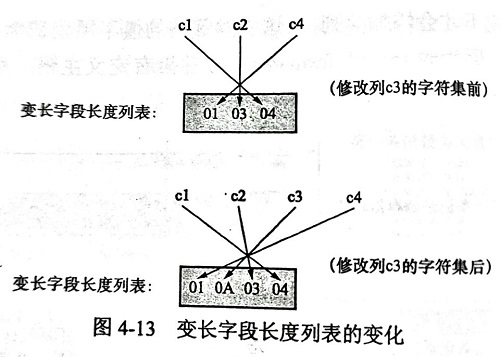 c1 c2 c4
(修改列c3的字符集前)
变长字段长度列表: 01 03 04
c1 c2 c3 c4
(修改列c3的字符集后)
变长字段长度列表: 01 0A 03 04
图 4-13 变长字段长度列表的变化